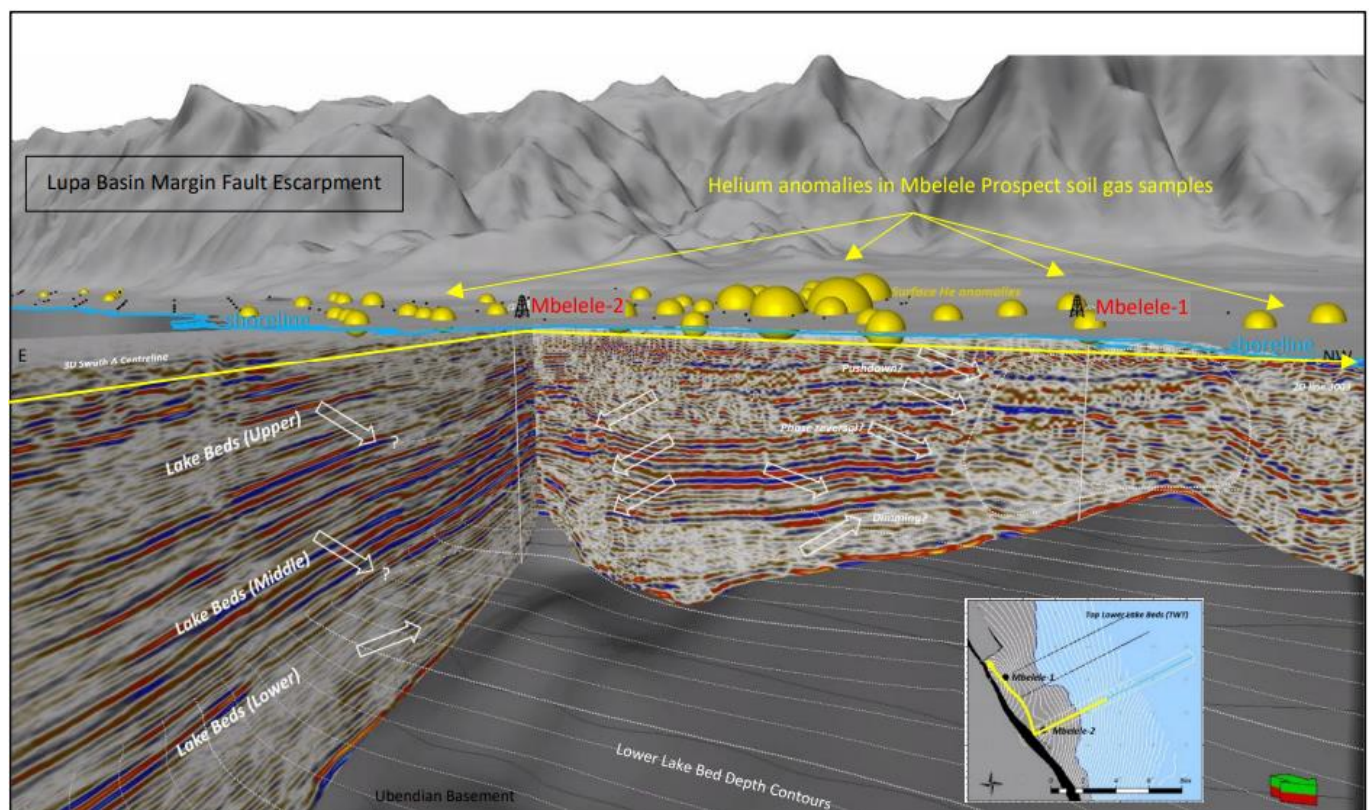 Lupa Basin Margin Fault Escarpment
Helium anomalies in Mbelele Prospect soil gas samples
Surface He anomalies
Mbelele-2
Mbelele-1
shoreline
shoreline
E
NW
3D Swath A Centreline
Pushdown?
Lake Beds (Upper)
?
Phase reversal?
Dimming?
Lake Beds (Middle)
?
Lake Beds (Lower)
Top Lower Lake Beds (TWT)
Mbelele-1
Mbelele-2
Lower Lake Bed Depth Contours
Ubendian Basement